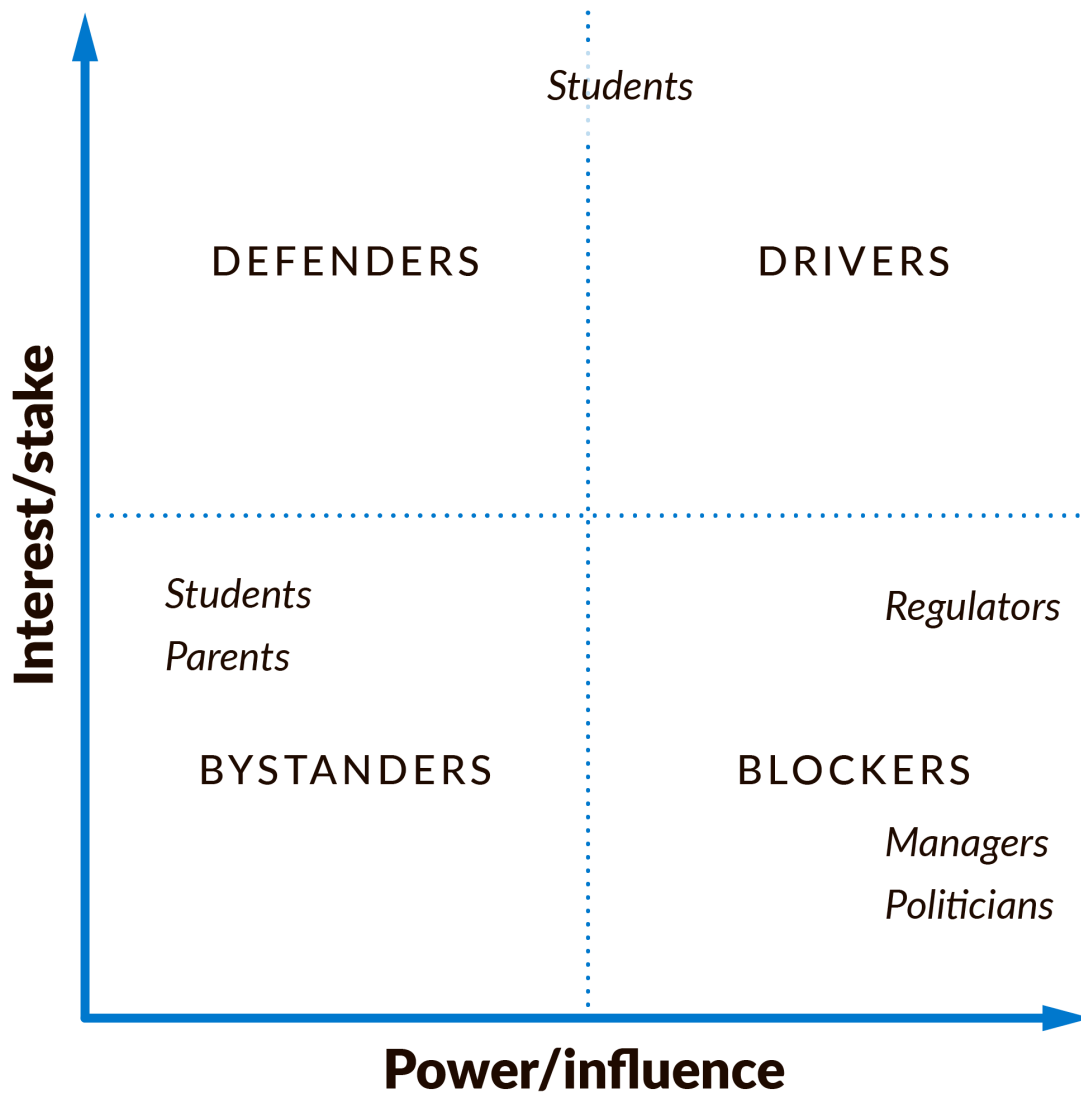 Students
DEFENDERS
DRIVERS
Interest/stake
Students
Parents
Regulators
BYSTANDERS
BLOCKERS
Managers
Politicians
Power/influence